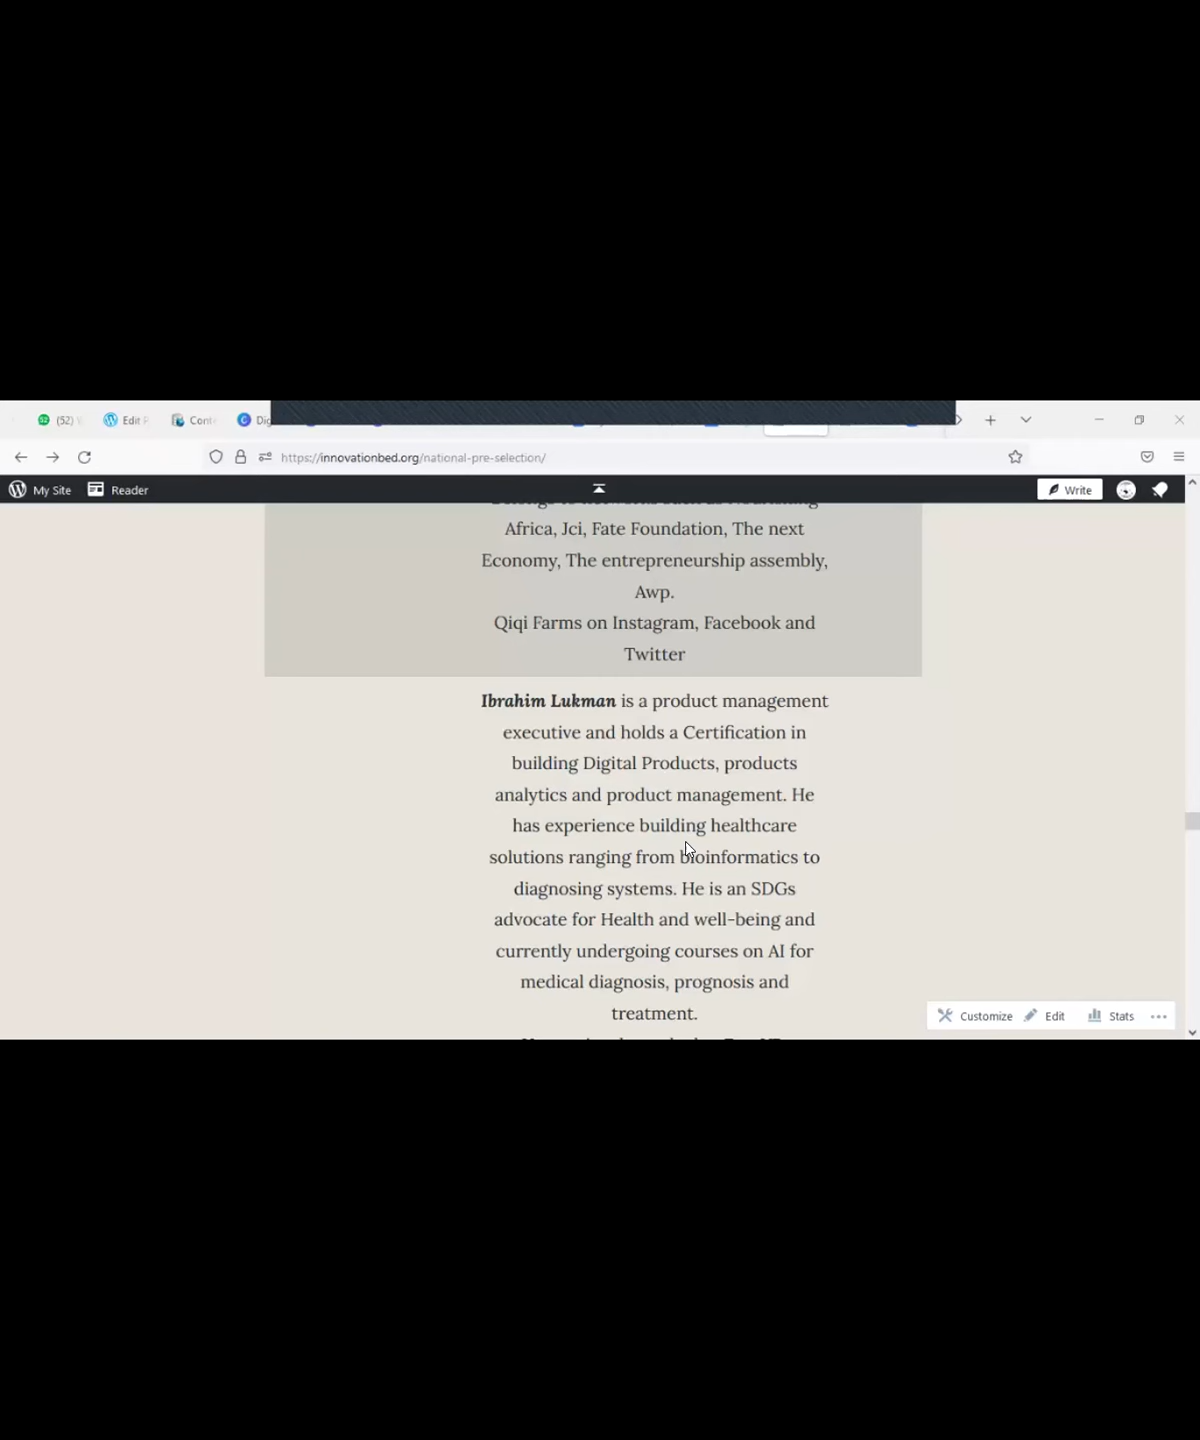 (52)
Edit
Cont
Dig
https://innovationbed.org/national-pre-selection/
My Site
Reader
Write
Africa, Jci, Fate Foundation, The next
Economy, The entrepreneurship assembly,
Awp.
Qiqi Farms on Instagram, Facebook and
Twitter
Ibrahim Lukman is a product management
executive and holds a Certification in
building Digital Products, products
analytics and product management. He
has experience building healthcare
solutions ranging from bioinformatics to
diagnosing systems. He is an SDGs
advocate for Health and well-being and
currently undergoing courses on AI for
medical diagnosis, prognosis and
treatment.
Customize
Edit
Stats